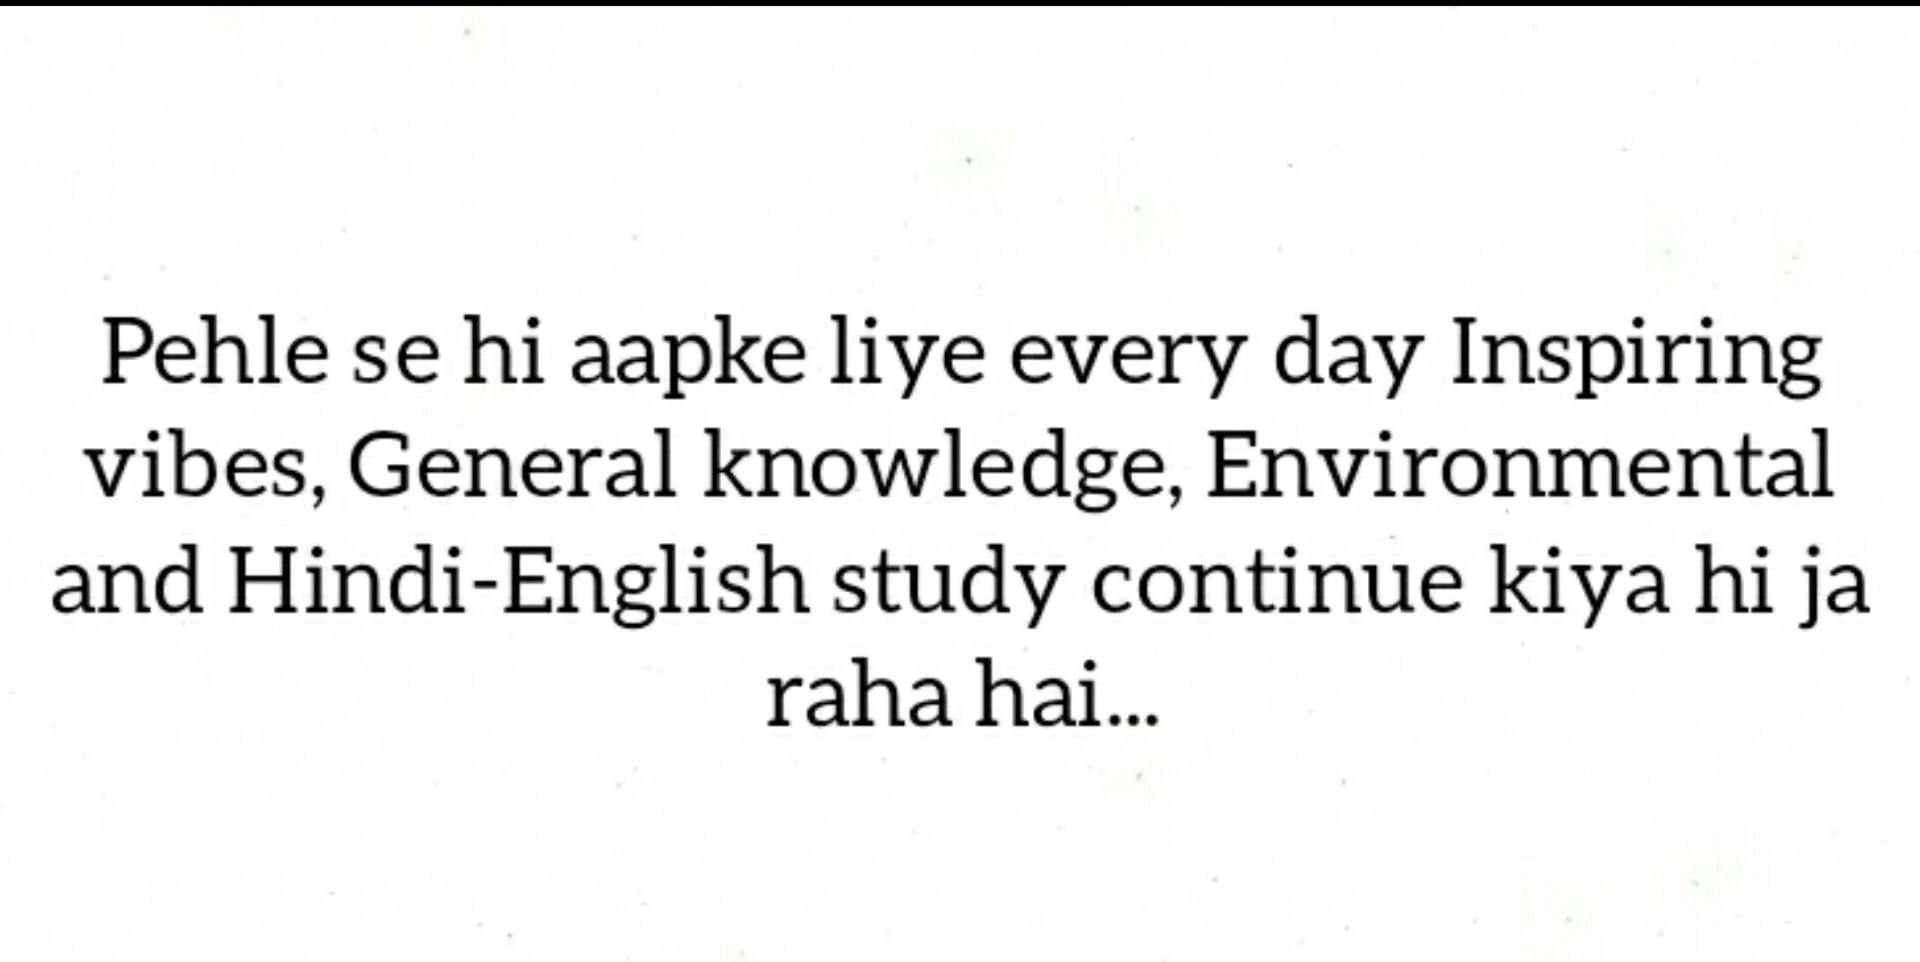 Pehle se hi aapke liye every day Inspiring
vibes, General knowledge, Environmental
and Hindi-English study continue kiya hi ja
raha hai...